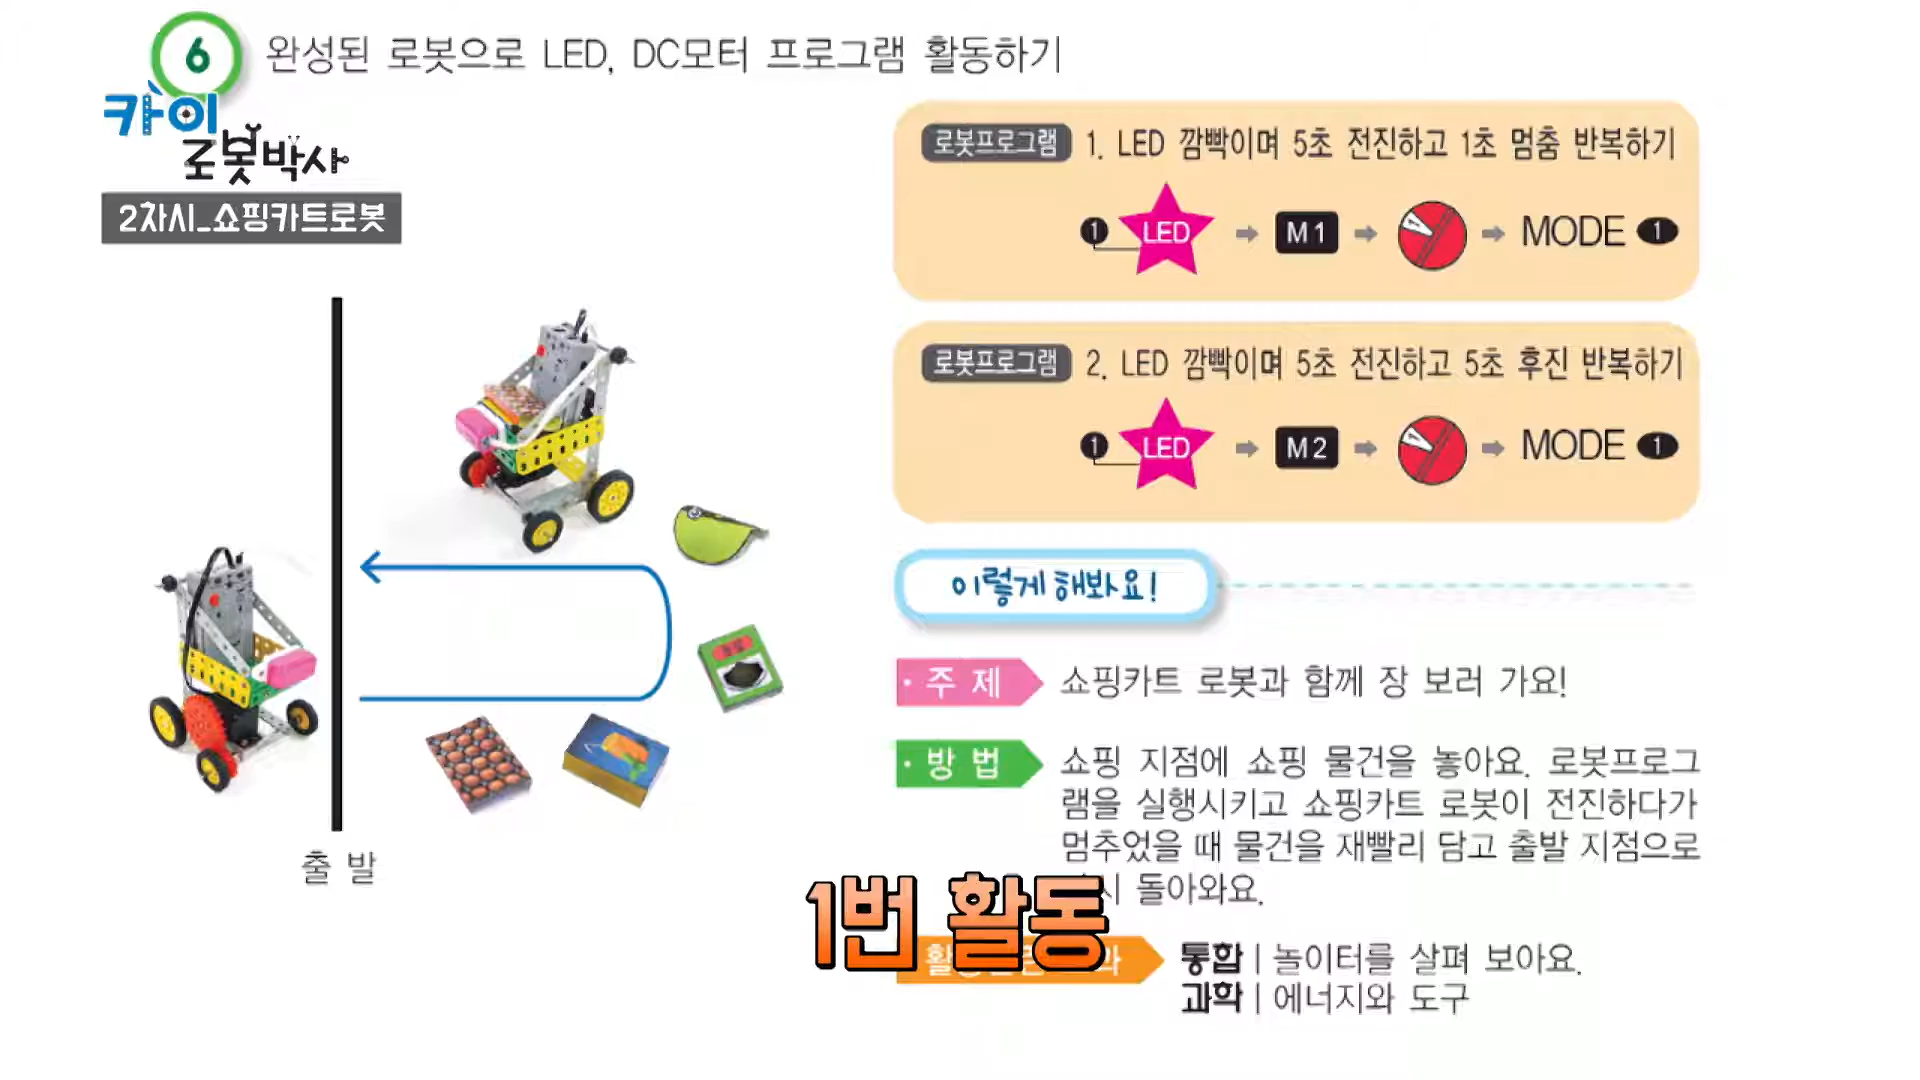 6 완성된 로봇으로 LED, DC모터 프로그램 활동하기
카이
로봇박사
2차시_쇼핑카트로봇
로봇프로그램 1. LED 깜빡이며 5초 전진하고 1초 멈춤 반복하기
1 LED M1 MODE 1
로봇프로그램 2. LED 깜빡이며 5초 전진하고 5초 후진 반복하기
1 LED M2 MODE 1
이렇게 해봐요!
• 주 제 쇼핑카트 로봇과 함께 장 보러 가요!
• 방 법 쇼핑 지점에 쇼핑 물건을 놓아요. 로봇프로그
램을 실행시키고 쇼핑카트 로봇이 전진하다가
멈추었을 때 물건을 재빨리 담고 출발 지점으로
돌아와요.
출 발
1번 활동
통합 | 놀이터를 살펴 보아요.
과학 | 에너지와 도구